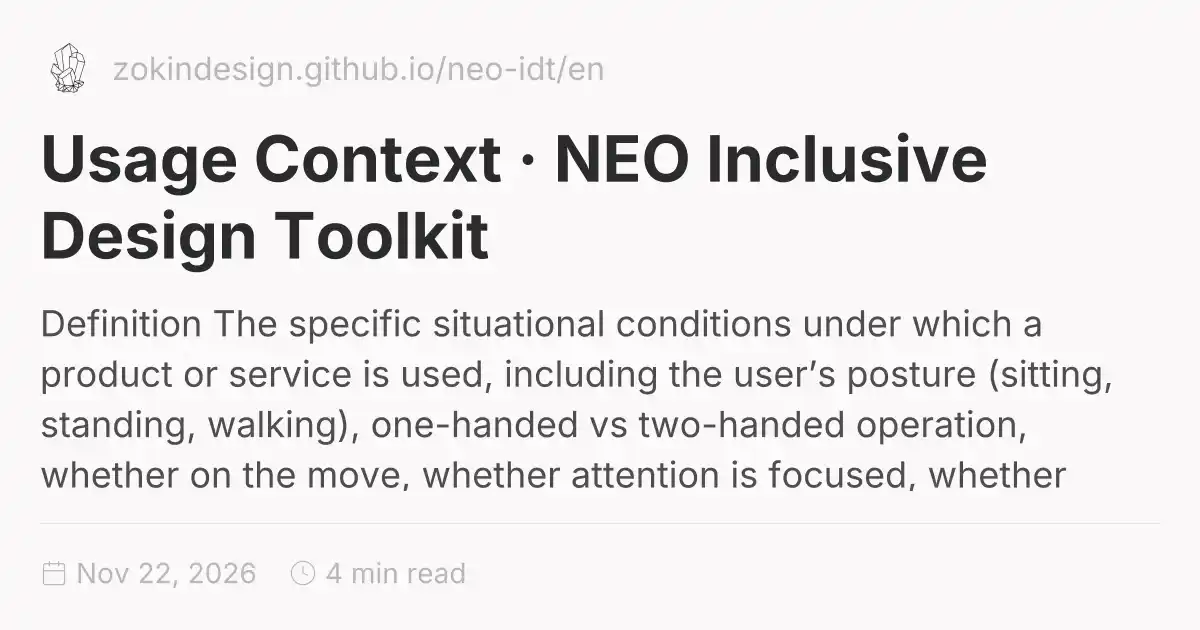 zokindesign.github.io/neo-idt/en
Usage Context · NEO Inclusive
Design Toolkit
Definition The specific situational conditions under which a
product or service is used, including the user’s posture (sitting,
standing, walking), one-handed vs two-handed operation,
whether on the move, whether attention is focused, whether
Nov 22, 2026 4 min read